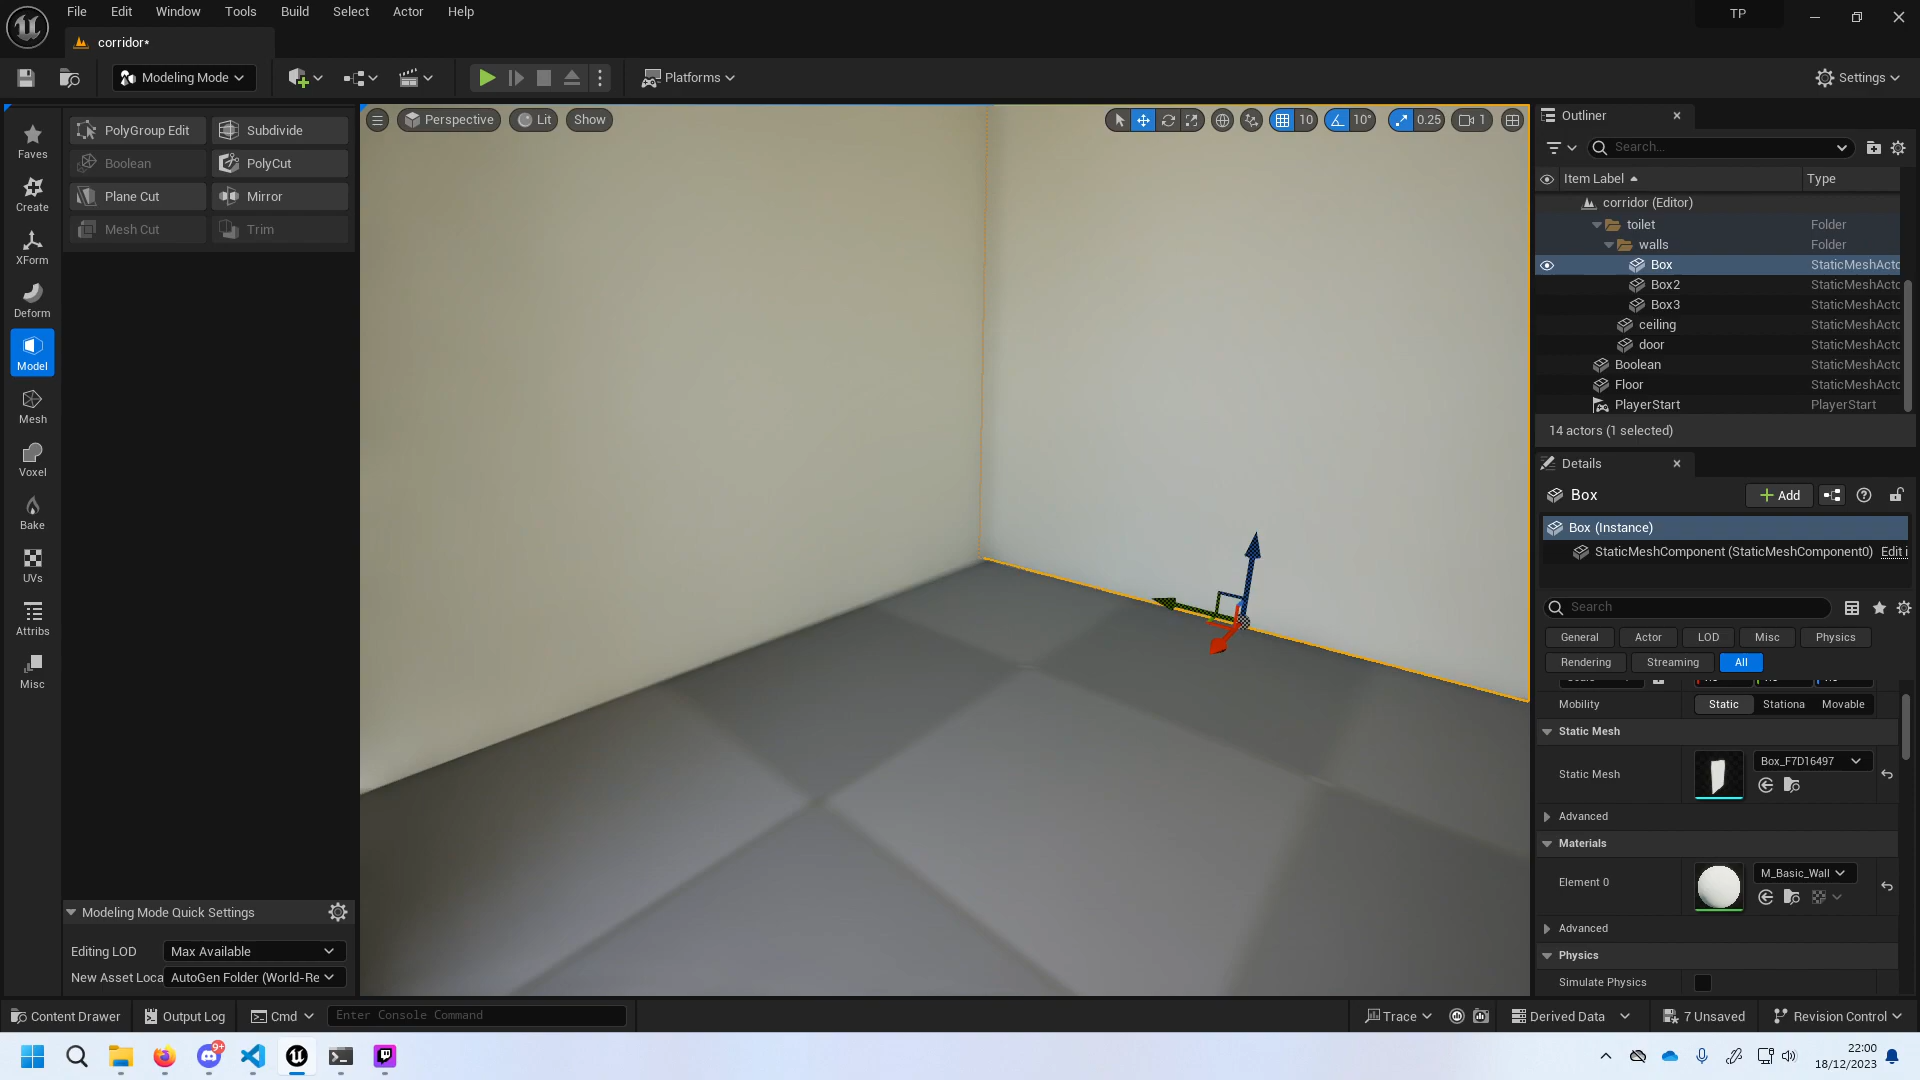 File Edit Window Tools Build Select Actor Help
TP
corridor*
Modeling Mode
Platforms
Settings
Faves
Create
XForm
Deform
Model
Mesh
Voxel
Bake
UVs
Attribs
Misc
PolyGroup Edit Subdivide
Boolean PolyCut
Plane Cut Mirror
Mesh Cut Trim
Modeling Mode Quick Settings
Editing LOD Max Available
New Asset Loca AutoGen Folder (World-Re
Perspective Lit Show
10 10° 0.25 1
Outliner
Search...
Item Label Type
corridor (Editor)
toilet Folder
walls Folder
Box StaticMeshActo
Box2 StaticMeshActo
Box3 StaticMeshActo
ceiling StaticMeshActo
door StaticMeshActo
Boolean StaticMeshActo
Floor StaticMeshActo
PlayerStart PlayerStart
14 actors (1 selected)
Details
Box
Add
Box (Instance)
StaticMeshComponent (StaticMeshComponent0) Edit i
Search
General Actor LOD Misc Physics
Rendering Streaming All
Mobility Static Stationa Movable
Static Mesh
Static Mesh Box_F7D16497
Advanced
Materials
Element 0 M_Basic_Wall
Advanced
Physics
Simulate Physics
Content Drawer Output Log Cmd Enter Console Command
Trace Derived Data 7 Unsaved Revision Control
9+
22:00
18/12/2023